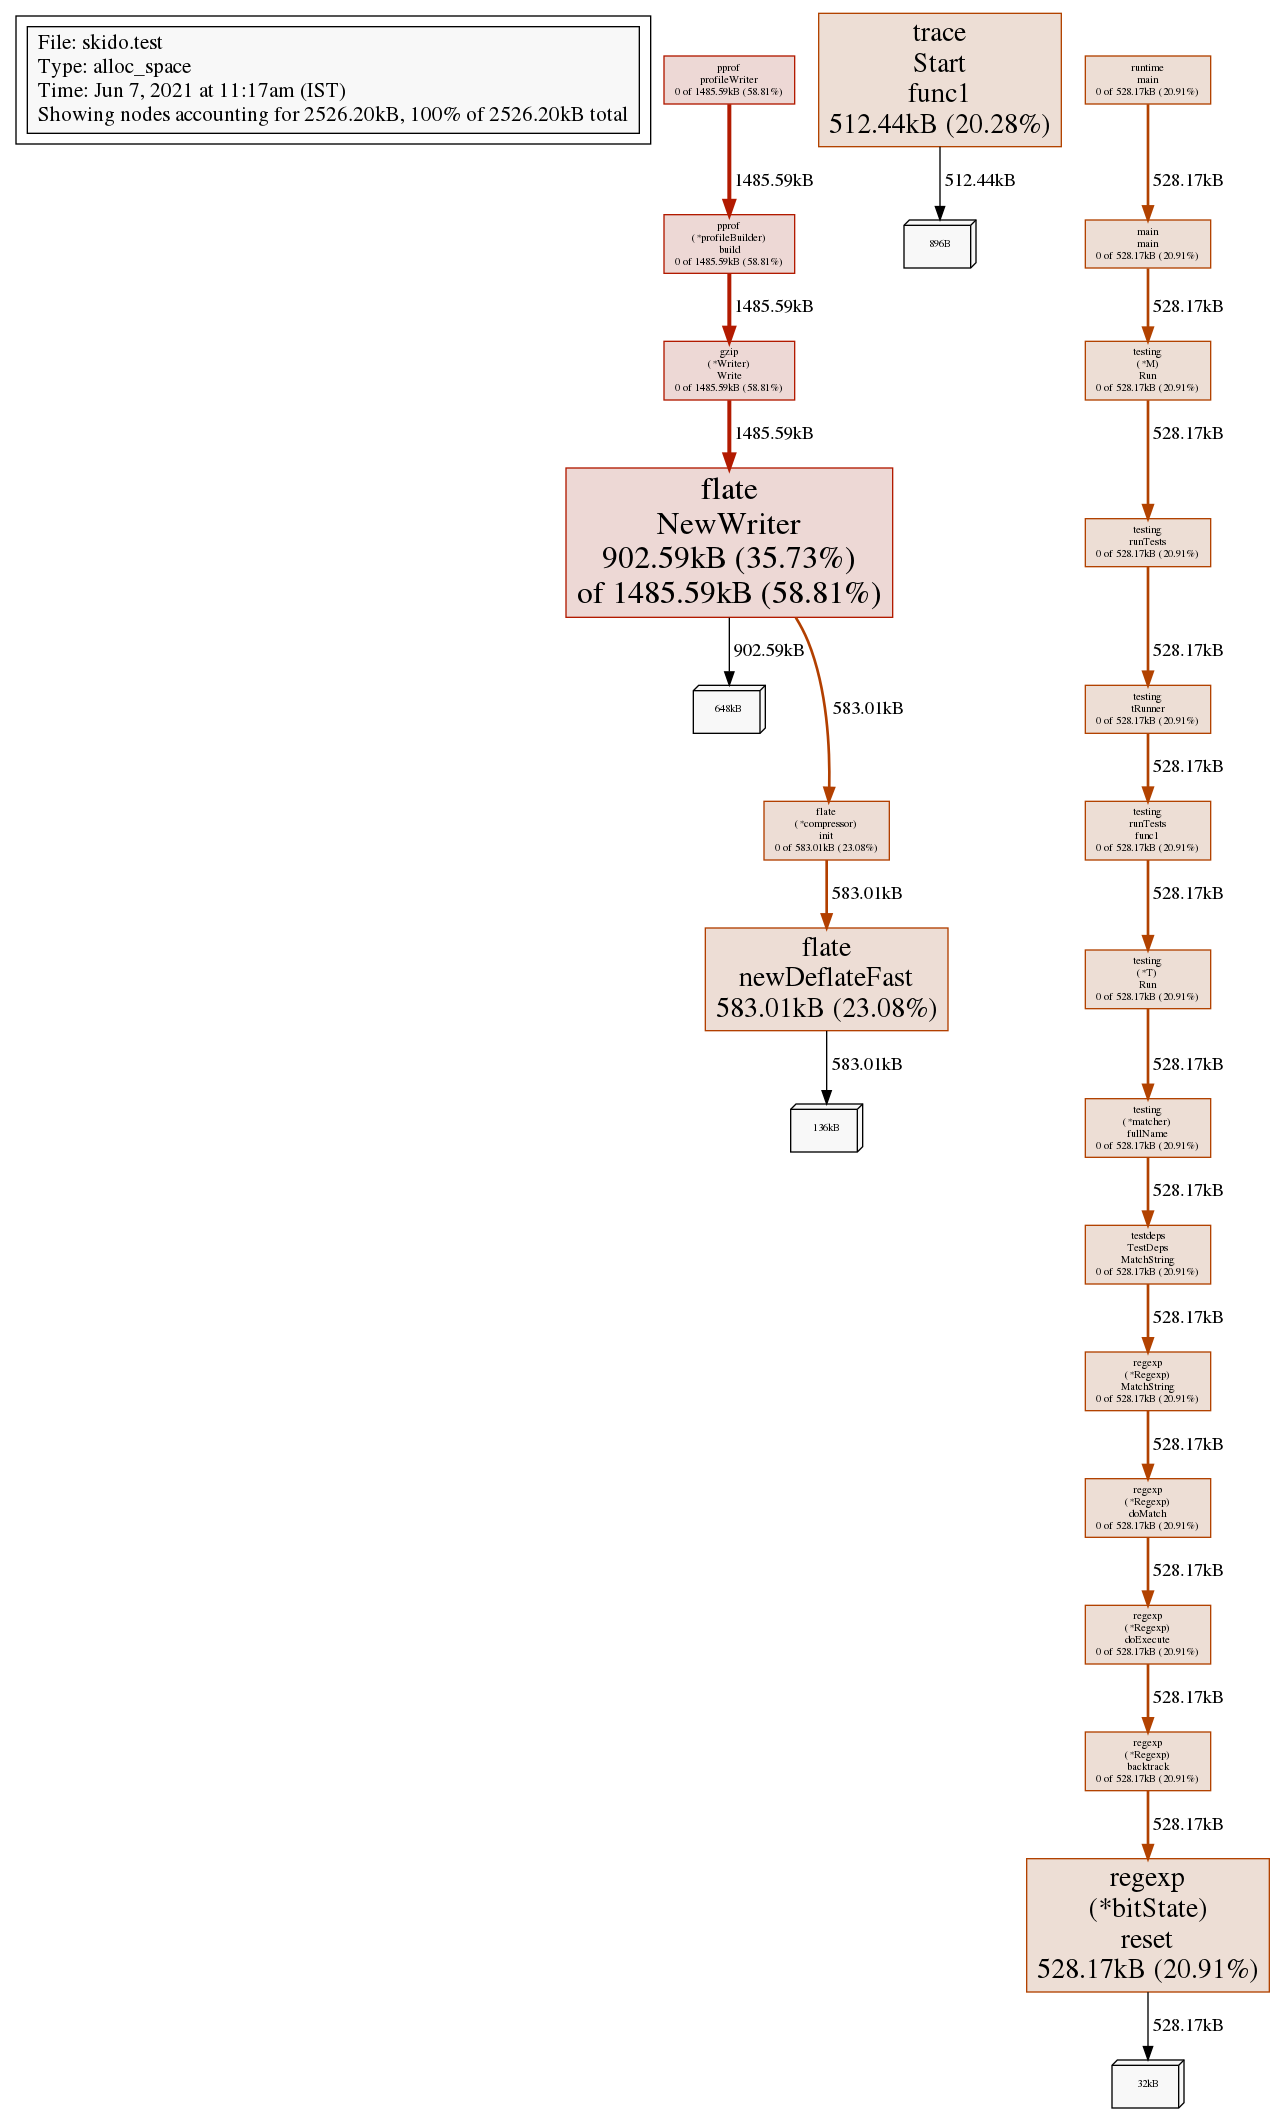 File: skido.test
Type: alloc_space
Time: Jun 7, 2021 at 11:17am (IST)
Showing nodes accounting for 2526.20kB, 100% of 2526.20kB total
pprof
profileWriter
0 of 1485.59kB (58.81%)
1485.59kB
pprof
(*profileBuilder)
build
0 of 1485.59kB (58.81%)
1485.59kB
gzip
(*Writer)
Write
0 of 1485.59kB (58.81%)
1485.59kB
flate
NewWriter
902.59kB (35.73%)
of 1485.59kB (58.81%)
902.59kB
648kB
583.01kB
flate
(*compressor)
init
0 of 583.01kB (23.08%)
583.01kB
flate
newDeflateFast
583.01kB (23.08%)
583.01kB
136kB
trace
Start
func1
512.44kB (20.28%)
512.44kB
896B
runtime
main
0 of 528.17kB (20.91%)
528.17kB
main
main
0 of 528.17kB (20.91%)
528.17kB
testing
(*M)
Run
0 of 528.17kB (20.91%)
528.17kB
testing
runTests
0 of 528.17kB (20.91%)
528.17kB
testing
tRunner
0 of 528.17kB (20.91%)
528.17kB
testing
runTests
func1
0 of 528.17kB (20.91%)
528.17kB
testing
(*T)
Run
0 of 528.17kB (20.91%)
528.17kB
testing
(*matcher)
fullName
0 of 528.17kB (20.91%)
528.17kB
testdeps
TestDeps
MatchString
0 of 528.17kB (20.91%)
528.17kB
regexp
(*Regexp)
MatchString
0 of 528.17kB (20.91%)
528.17kB
regexp
(*Regexp)
doMatch
0 of 528.17kB (20.91%)
528.17kB
regexp
(*Regexp)
doExecute
0 of 528.17kB (20.91%)
528.17kB
regexp
(*Regexp)
backtrack
0 of 528.17kB (20.91%)
528.17kB
regexp
(*bitState)
reset
528.17kB (20.91%)
528.17kB
32kB